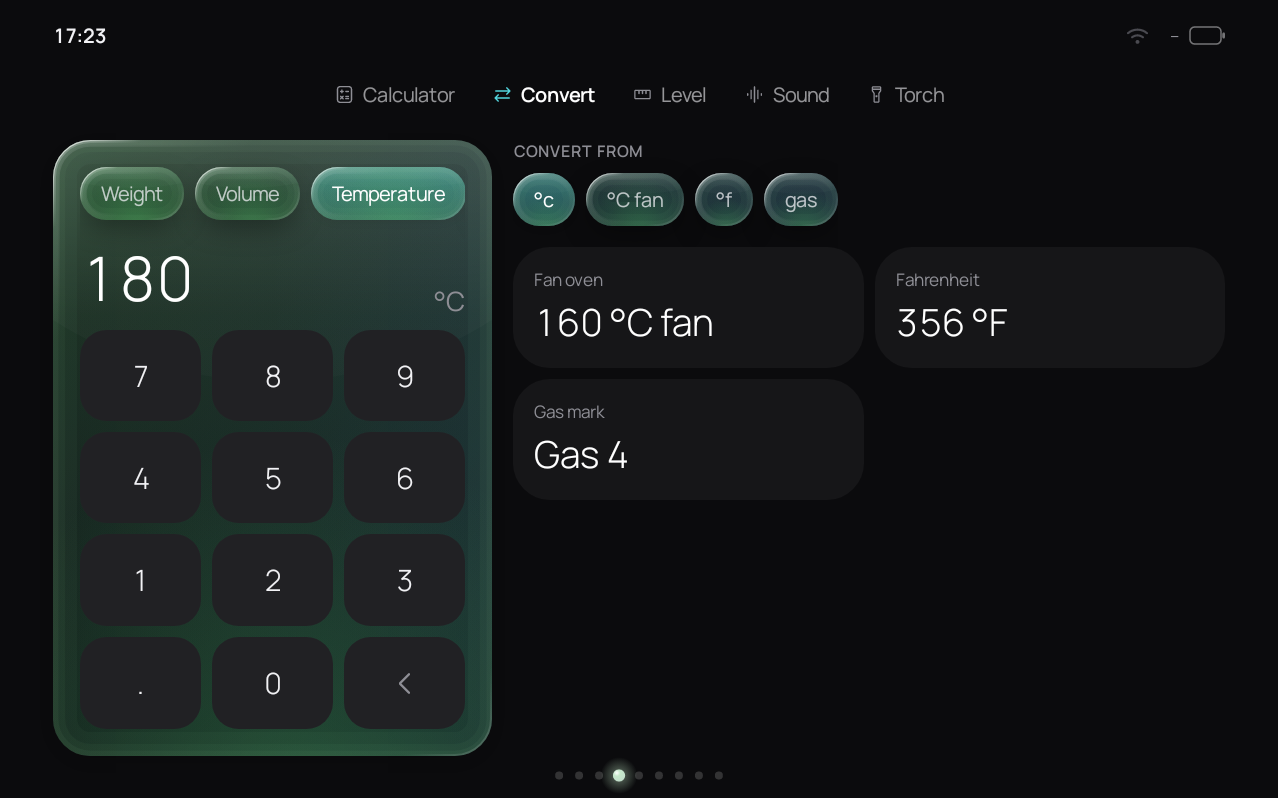 17:23
–
Calculator
Convert
Level
Sound
Torch
Weight
Volume
Temperature
180
°C
7
8
9
4
5
6
1
2
3
.
0
CONVERT FROM
°c
°C fan
°f
gas
Fan oven
160 °C fan
Fahrenheit
356 °F
Gas mark
Gas 4